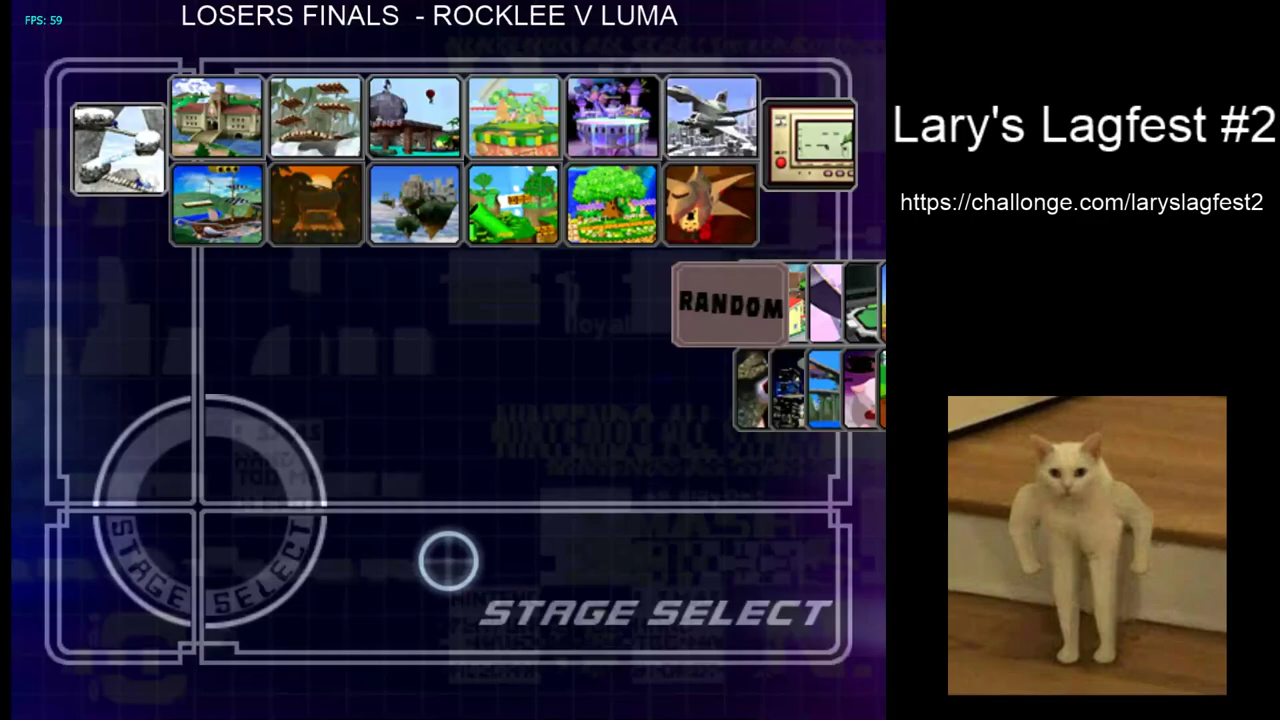 FPS: 59
LOSERS FINALS - ROCKLEE V LUMA
Lary's Lagfest #2
https://challonge.com/laryslagfest2
RANDOM
STAGE SELECT
STAGE SELECT